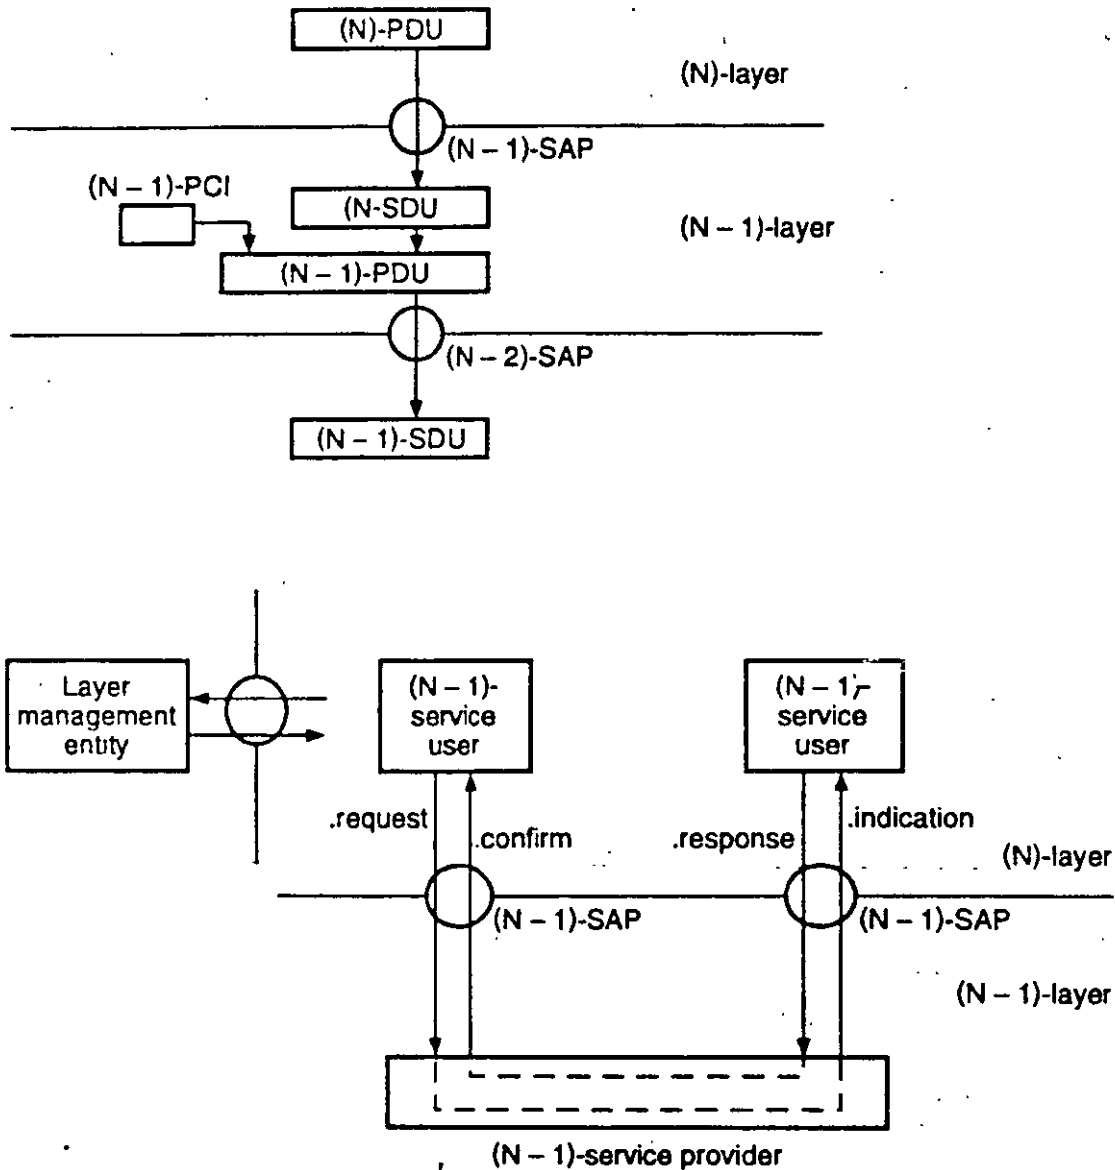 (N)-PDU
(N)-layer
(N – 1)-SAP
(N – 1)-PCI
(N-SDU
(N – 1)-layer
(N – 1)-PDU
(N – 2)-SAP
(N – 1)-SDU
Layer
management
entity
(N – 1)-
service
user
(N – 1)-
service
user
.request
.confirm
.response
.indication
(N)-layer
(N – 1)-SAP
(N – 1)-SAP
(N – 1)-layer
(N – 1)-service provider